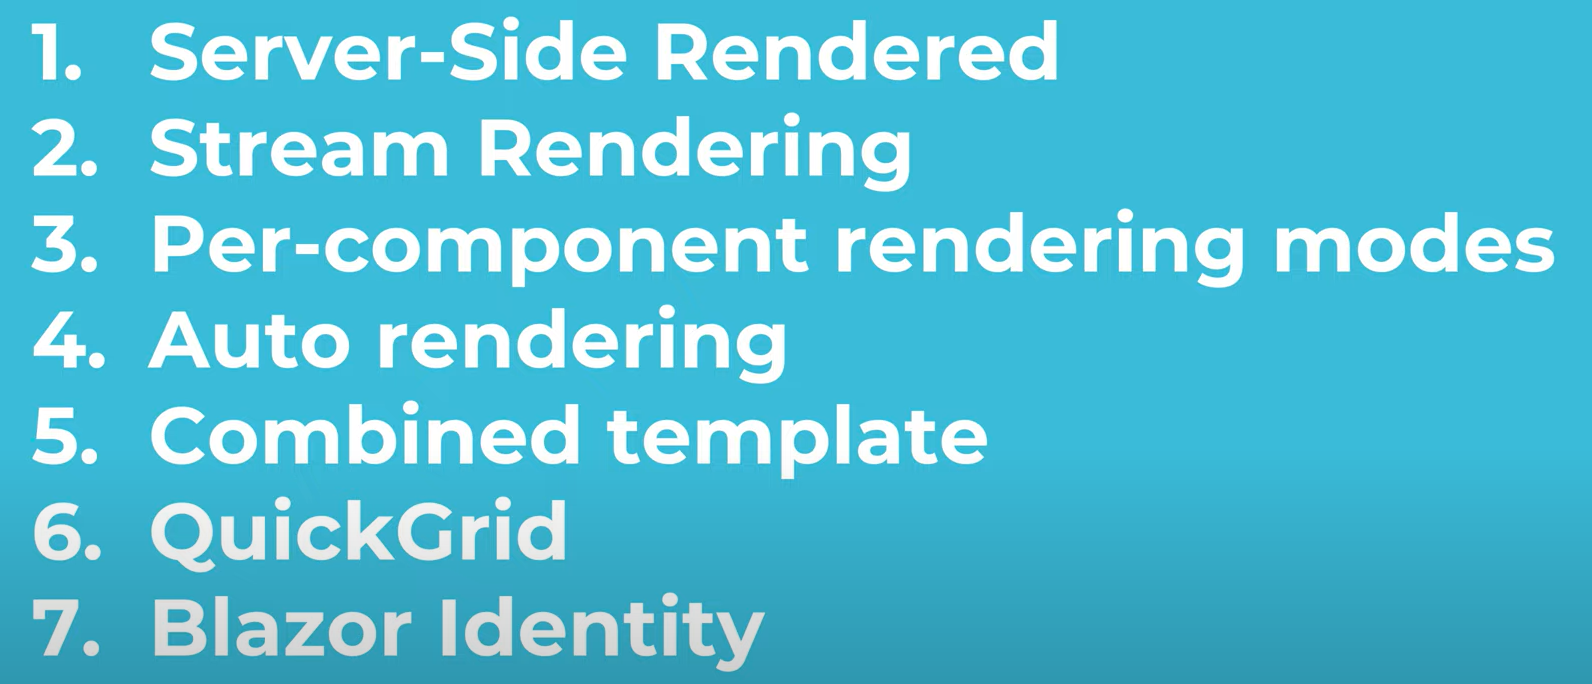 1. Server-Side Rendered
2. Stream Rendering
3. Per-component rendering modes
4. Auto rendering
5. Combined template
6. QuickGrid
7. Blazor Identity